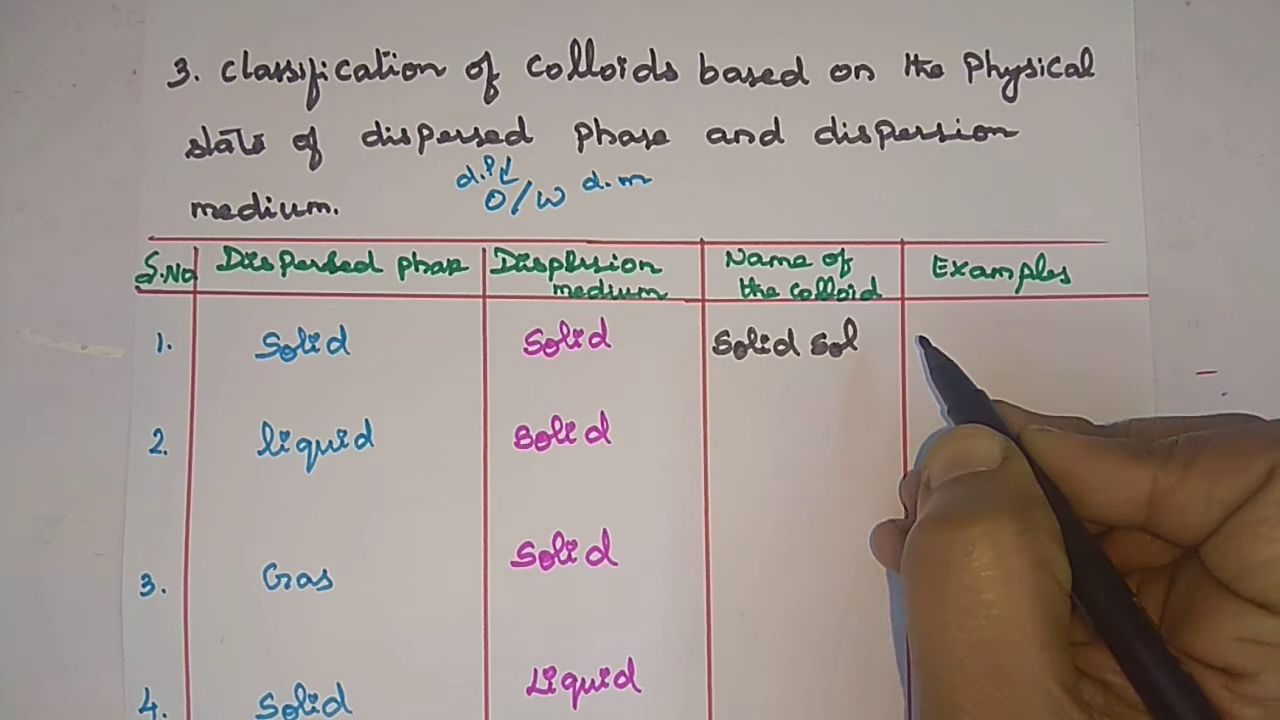 3. Classification of colloids based on the physical
state of dispersed phase and dispersion
d.p d.m
O/W
medium.
S.No Dispersed phase Dispersion medium Name of the colloid Examples
1. Solid Solid Solid sol
2. liquid Solid
3. Gas Solid
4. Solid Liquid